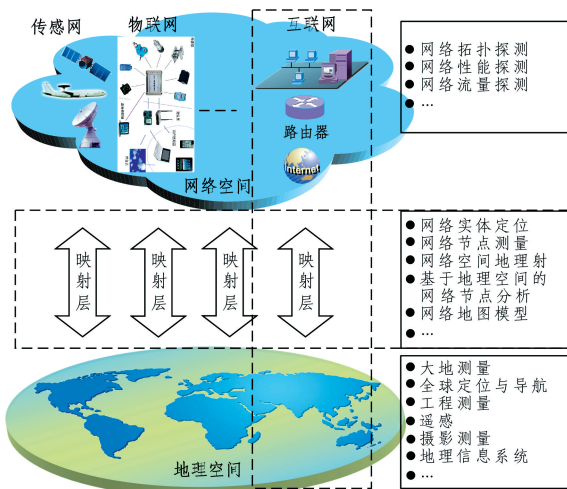 传感网
物联网
互联网
路由器
Internet
网络空间
● 网络拓扑探测
● 网络性能探测
● 网络流量探测
● …
映射层
映射层
映射层
映射层
● 网络实体定位
● 网络节点测量
● 网络空间地理射
● 基于地理空间的
网络节点分析
● 网络地图模型
● …
地理空间
● 大地测量
● 全球定位与导航
● 工程测量
● 遥感
● 摄影测量
● 地理信息系统
● …